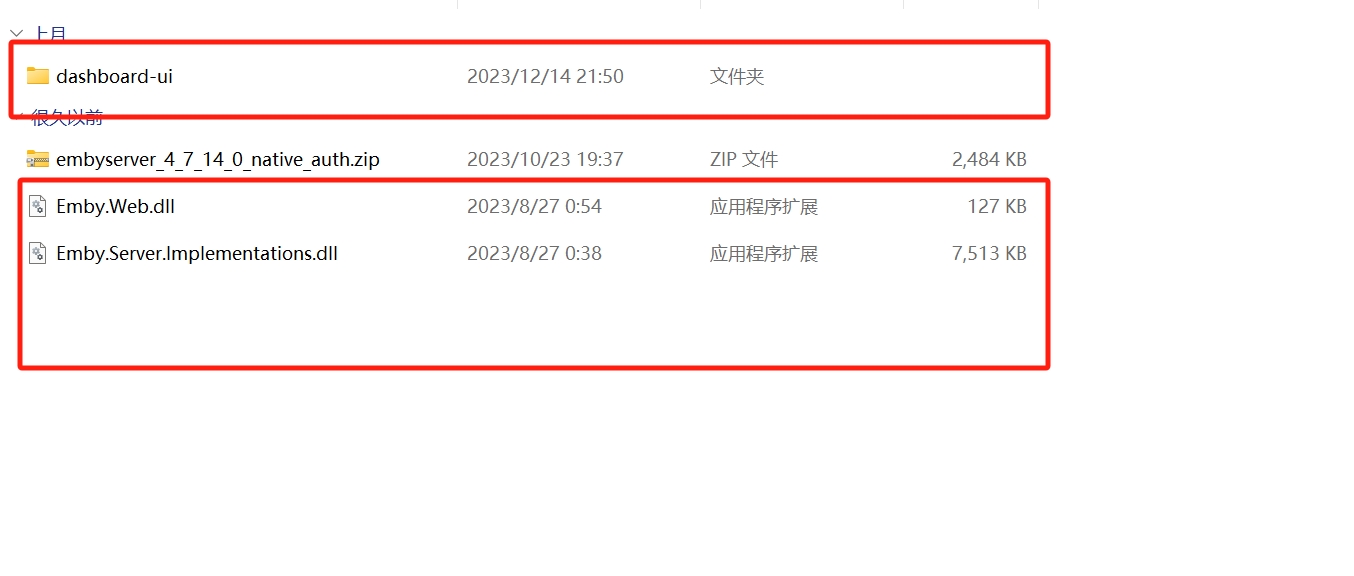 上月
dashboard-ui 2023/12/14 21:50 文件夹
很久以前
embyserver_4_7_14_0_native_auth.zip 2023/10/23 19:37 ZIP 文件 2,484 KB
Emby.Web.dll 2023/8/27 0:54 应用程序扩展 127 KB
Emby.Server.Implementations.dll 2023/8/27 0:38 应用程序扩展 7,513 KB